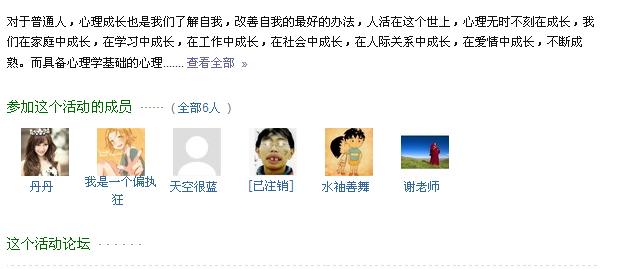 对于普通人，心理成长也是我们了解自我，改善自我的最好的办法，人活在这个世上，心理无时不刻在成长，我
们在家庭中成长，在学习中成长，在工作中成长，在社会中成长，在人际关系中成长，在爱情中成长，不断成
熟。而具备心理学基础的心理....... 查看全部 »
参加这个活动的成员 ······ ( 全部6人 )
丹丹 我是一个偏执狂 天空很蓝 [已注销] 水袖善舞 谢老师
这个活动论坛 ······